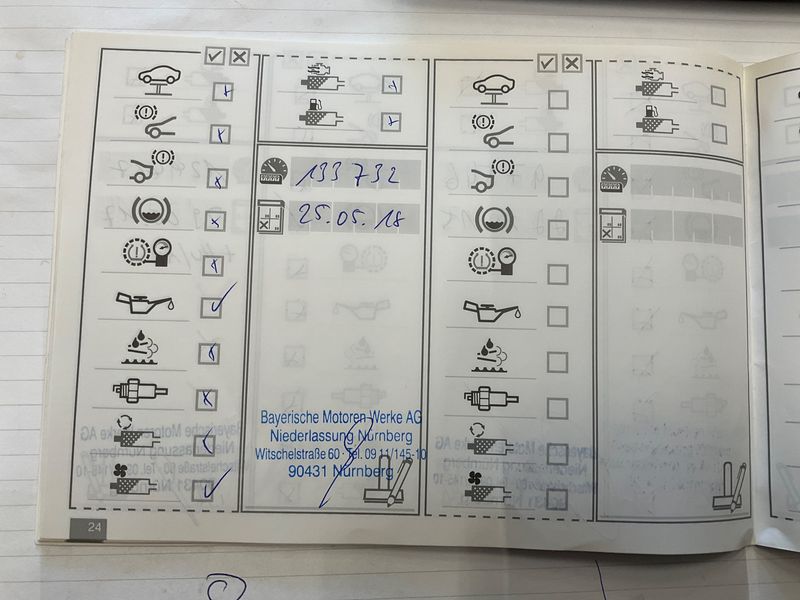 133 732
25.05.18
Bayerische Motoren Werke AG
Niederlassung Nürnberg
Witschelstraße 60 · Tel. 09 11/145-10
90431 Nürnberg
24